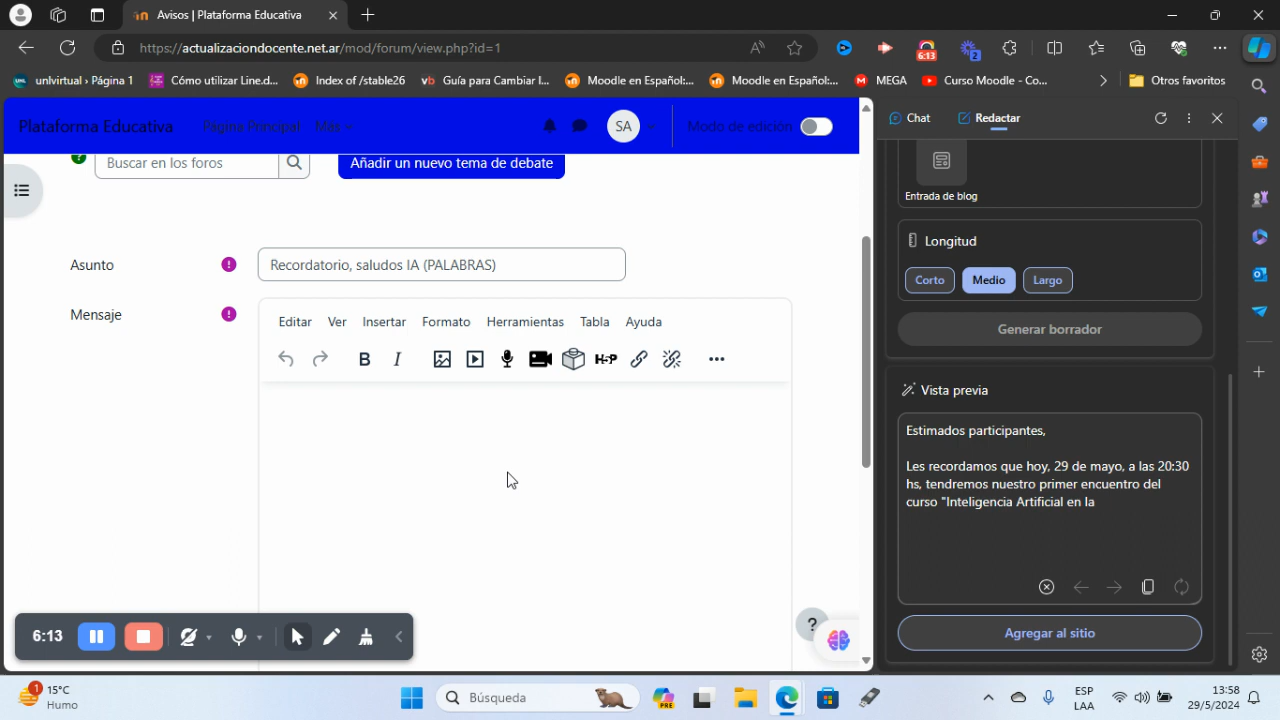 Avisos | Plataforma Educativa
https://actualizaciondocente.net.ar/mod/forum/view.php?id=1
6:13
2
unlvirtual › Página 1
Cómo utilizar Line.d...
Index of /stable26
Guía para Cambiar l...
Moodle en Español:...
Moodle en Español:...
MEGA
Curso Moodle - Co...
Otros favoritos
Plataforma Educativa
Página Principal
Más
SA
Modo de edición
Buscar en los foros
Añadir un nuevo tema de debate
Asunto
Recordatorio, saludos IA (PALABRAS)
Mensaje
Editar Ver Insertar Formato Herramientas Tabla Ayuda
B I H-P
?
6:13
Chat
Redactar
Entrada de blog
Longitud
Corto
Medio
Largo
Generar borrador
Vista previa
Estimados participantes,
Les recordamos que hoy, 29 de mayo, a las 20:30
hs, tendremos nuestro primer encuentro del
curso "Inteligencia Artificial en la
Agregar al sitio
1
15°C
Humo
Búsqueda
PRE
ESP
LAA
13:58
29/5/2024